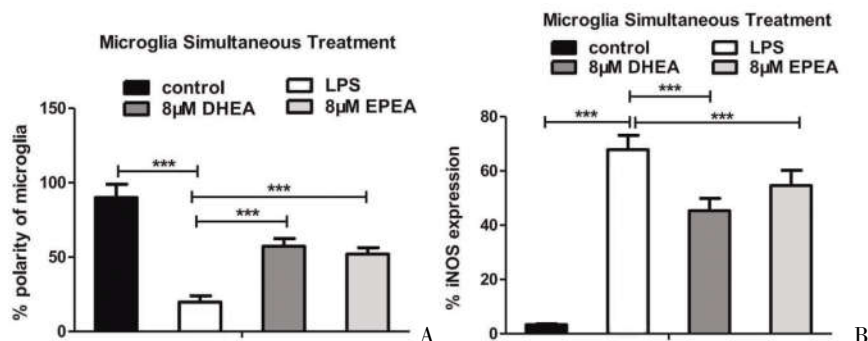 Microglia Simultaneous Treatment
control
LPS
8µM DHEA
8µM EPEA
% polarity of microglia
150
100
50
0
***
***
***
A
Microglia Simultaneous Treatment
control
LPS
8µM DHEA
8µM EPEA
% iNOS expression
80
60
40
20
0
***
***
***
B